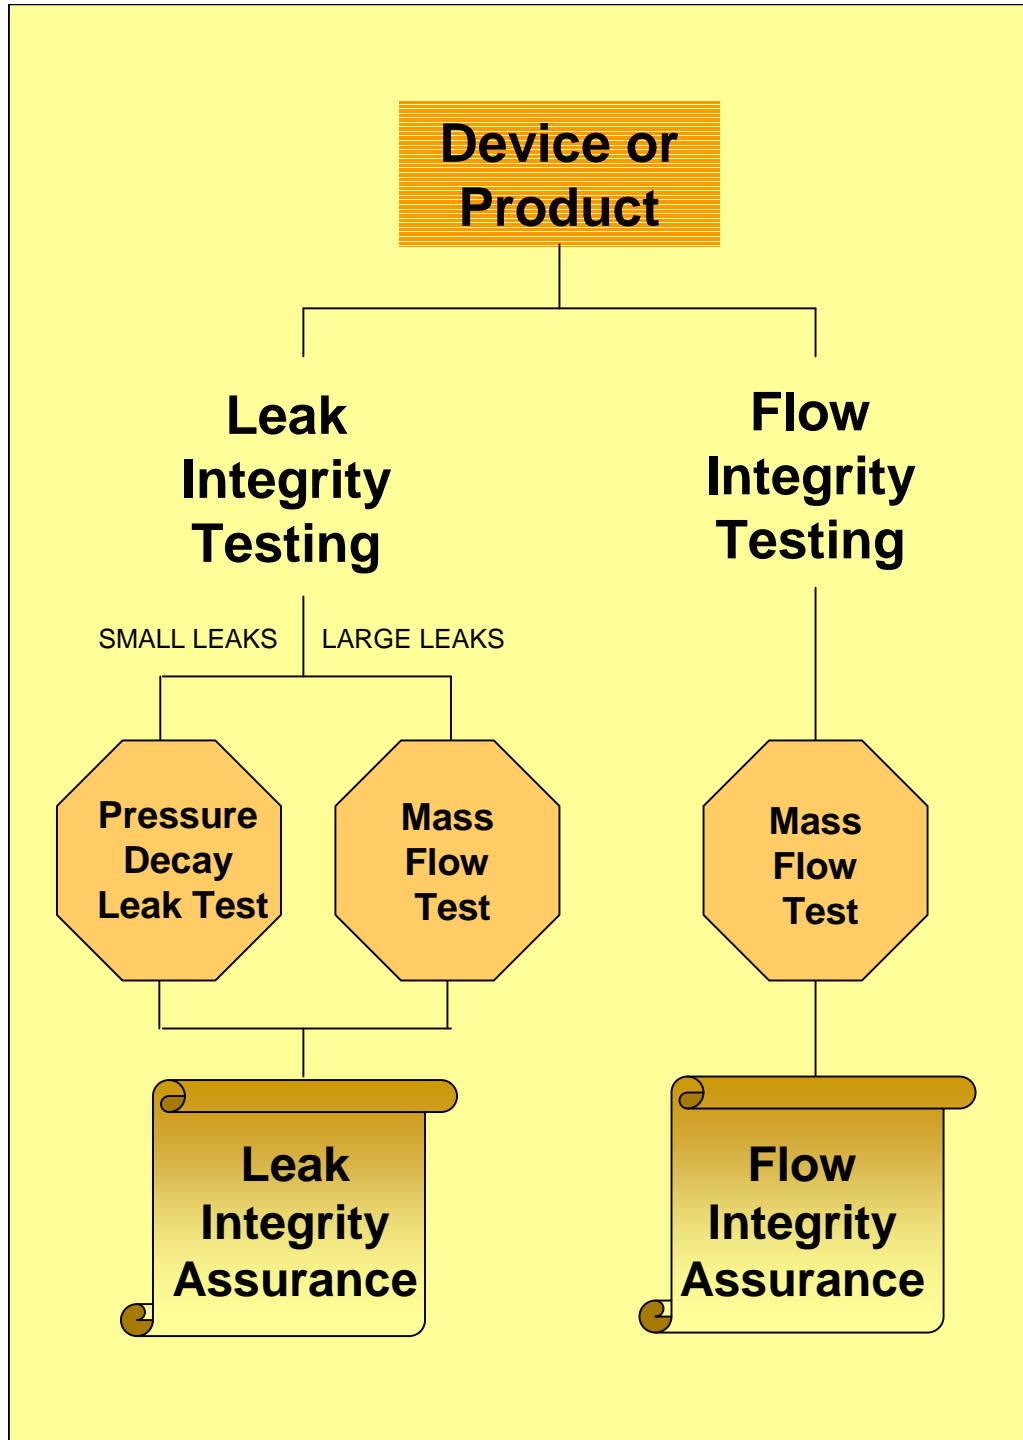 Device or
Product
Leak
Integrity
Testing
Flow
Integrity
Testing
SMALL LEAKS
LARGE LEAKS
Pressure
Decay
Leak Test
Mass
Flow
Test
Mass
Flow
Test
Leak
Integrity
Assurance
Flow
Integrity
Assurance